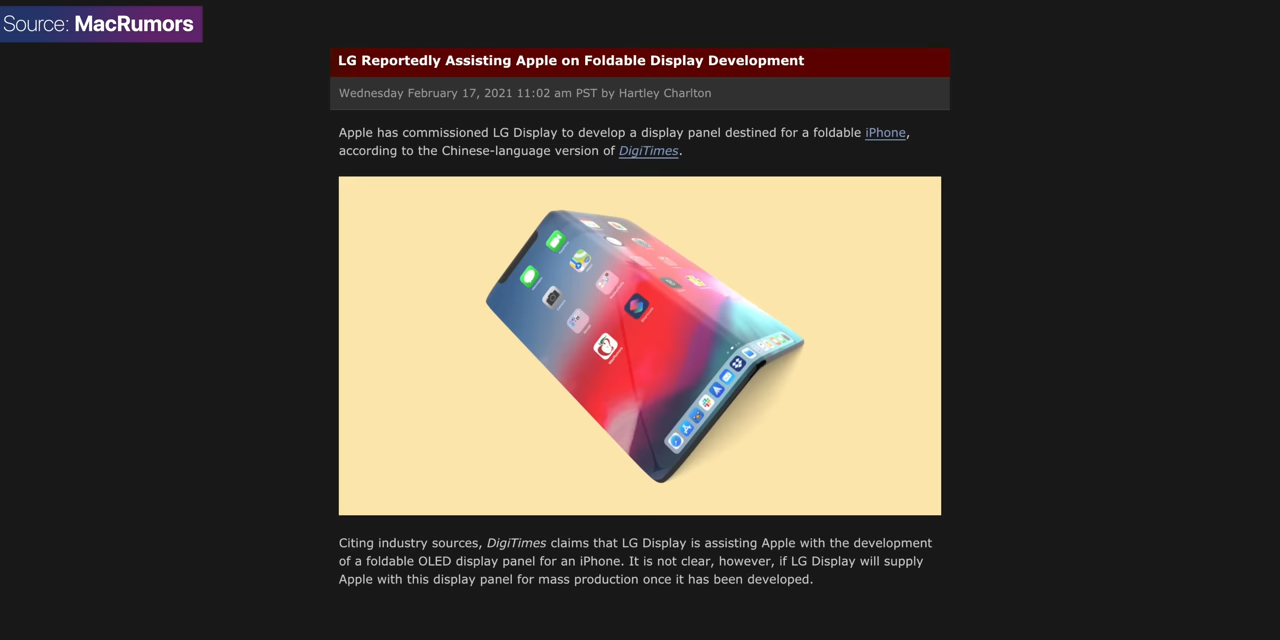 Source: MacRumors
LG Reportedly Assisting Apple on Foldable Display Development
Wednesday February 17, 2021 11:02 am PST by Hartley Charlton
Apple has commissioned LG Display to develop a display panel destined for a foldable iPhone,
according to the Chinese-language version of DigiTimes.
Citing industry sources, DigiTimes claims that LG Display is assisting Apple with the development
of a foldable OLED display panel for an iPhone. It is not clear, however, if LG Display will supply
Apple with this display panel for mass production once it has been developed.